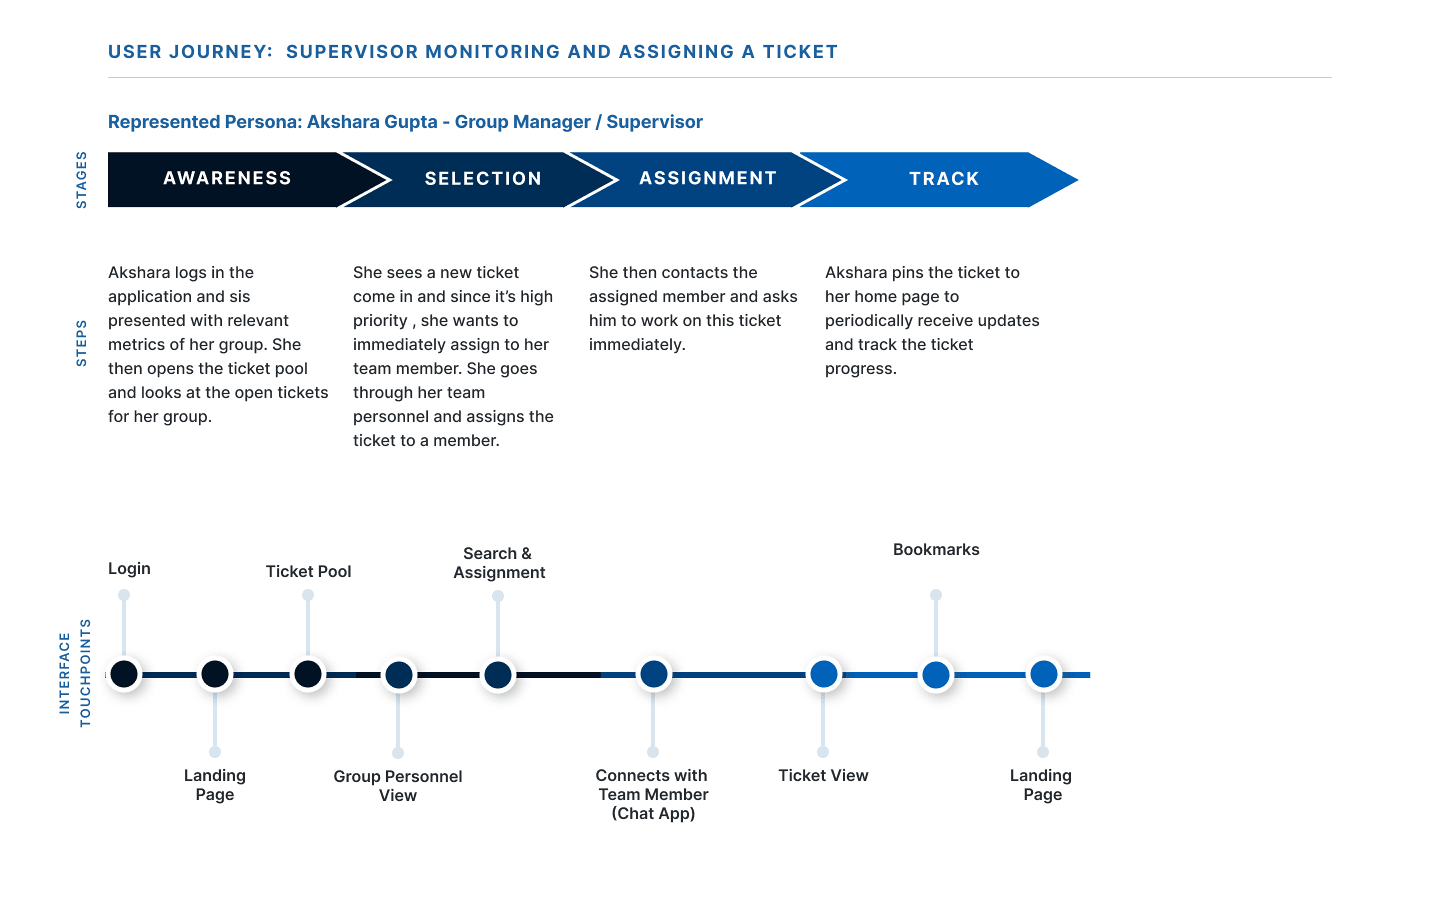 USER JOURNEY: SUPERVISOR MONITORING AND ASSIGNING A TICKET
Represented Persona: Akshara Gupta - Group Manager / Supervisor
STAGES
AWARENESS
SELECTION
ASSIGNMENT
TRACK
STEPS
Akshara logs in the
application and sis
presented with relevant
metrics of her group. She
then opens the ticket pool
and looks at the open tickets
for her group.
She sees a new ticket
come in and since it’s high
priority , she wants to
immediately assign to her
team member. She goes
through her team
personnel and assigns the
ticket to a member.
She then contacts the
assigned member and asks
him to work on this ticket
immediately.
Akshara pins the ticket to
her home page to
periodically receive updates
and track the ticket
progress.
INTERFACE
TOUCHPOINTS
Login
Landing
Page
Ticket Pool
Group Personnel
View
Search &
Assignment
Connects with
Team Member
(Chat App)
Ticket View
Bookmarks
Landing
Page